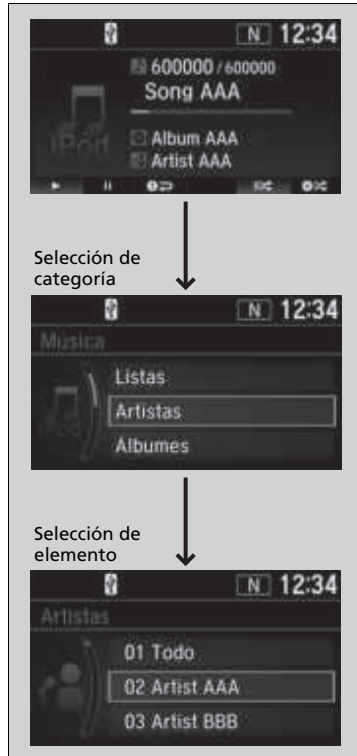 N 12:34
600000 / 600000
Song AAA
iPod
Album AAA
Artist AAA
Selección de
categoría
N 12:34
Música
Listas
Artistas
Álbumes
Selección de
elemento
N 12:34
Artistas
01 Todo
02 Artist AAA
03 Artist BBB